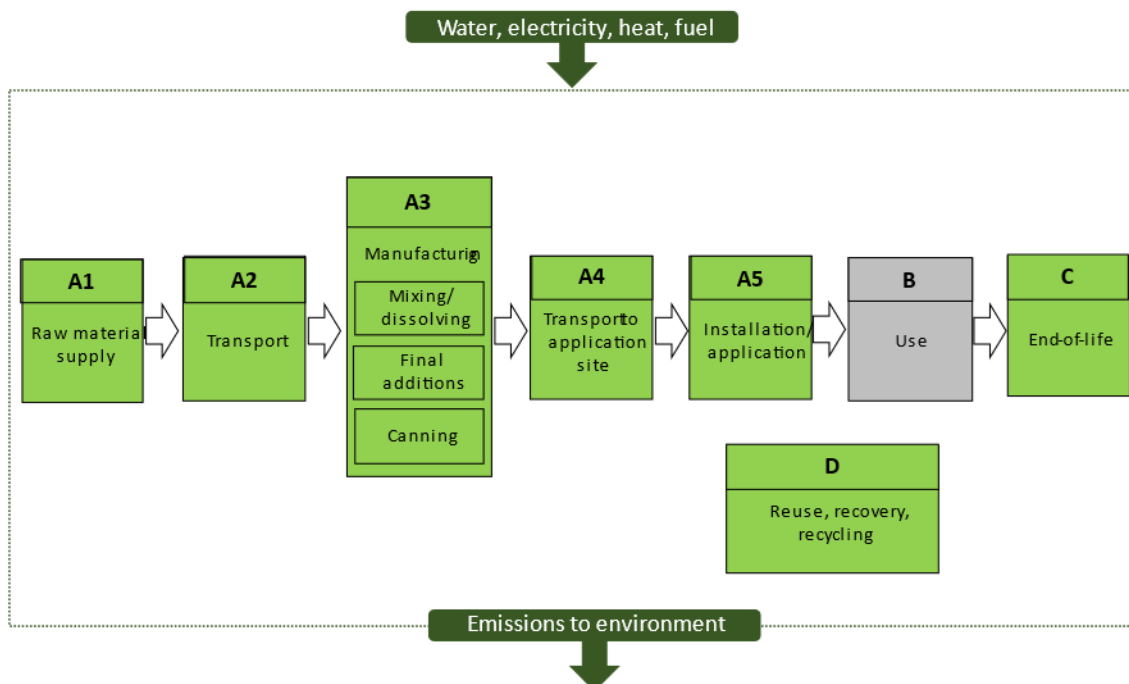 Water, electricity, heat, fuel
A1
Raw material
supply
A2
Transport
A3
Manufacturing
Mixing/
dissolving
Final
additions
Canning
A4
Transport to
application
site
A5
Installation/
application
B
Use
C
End-of-life
D
Reuse, recovery,
recycling
Emissions to environment